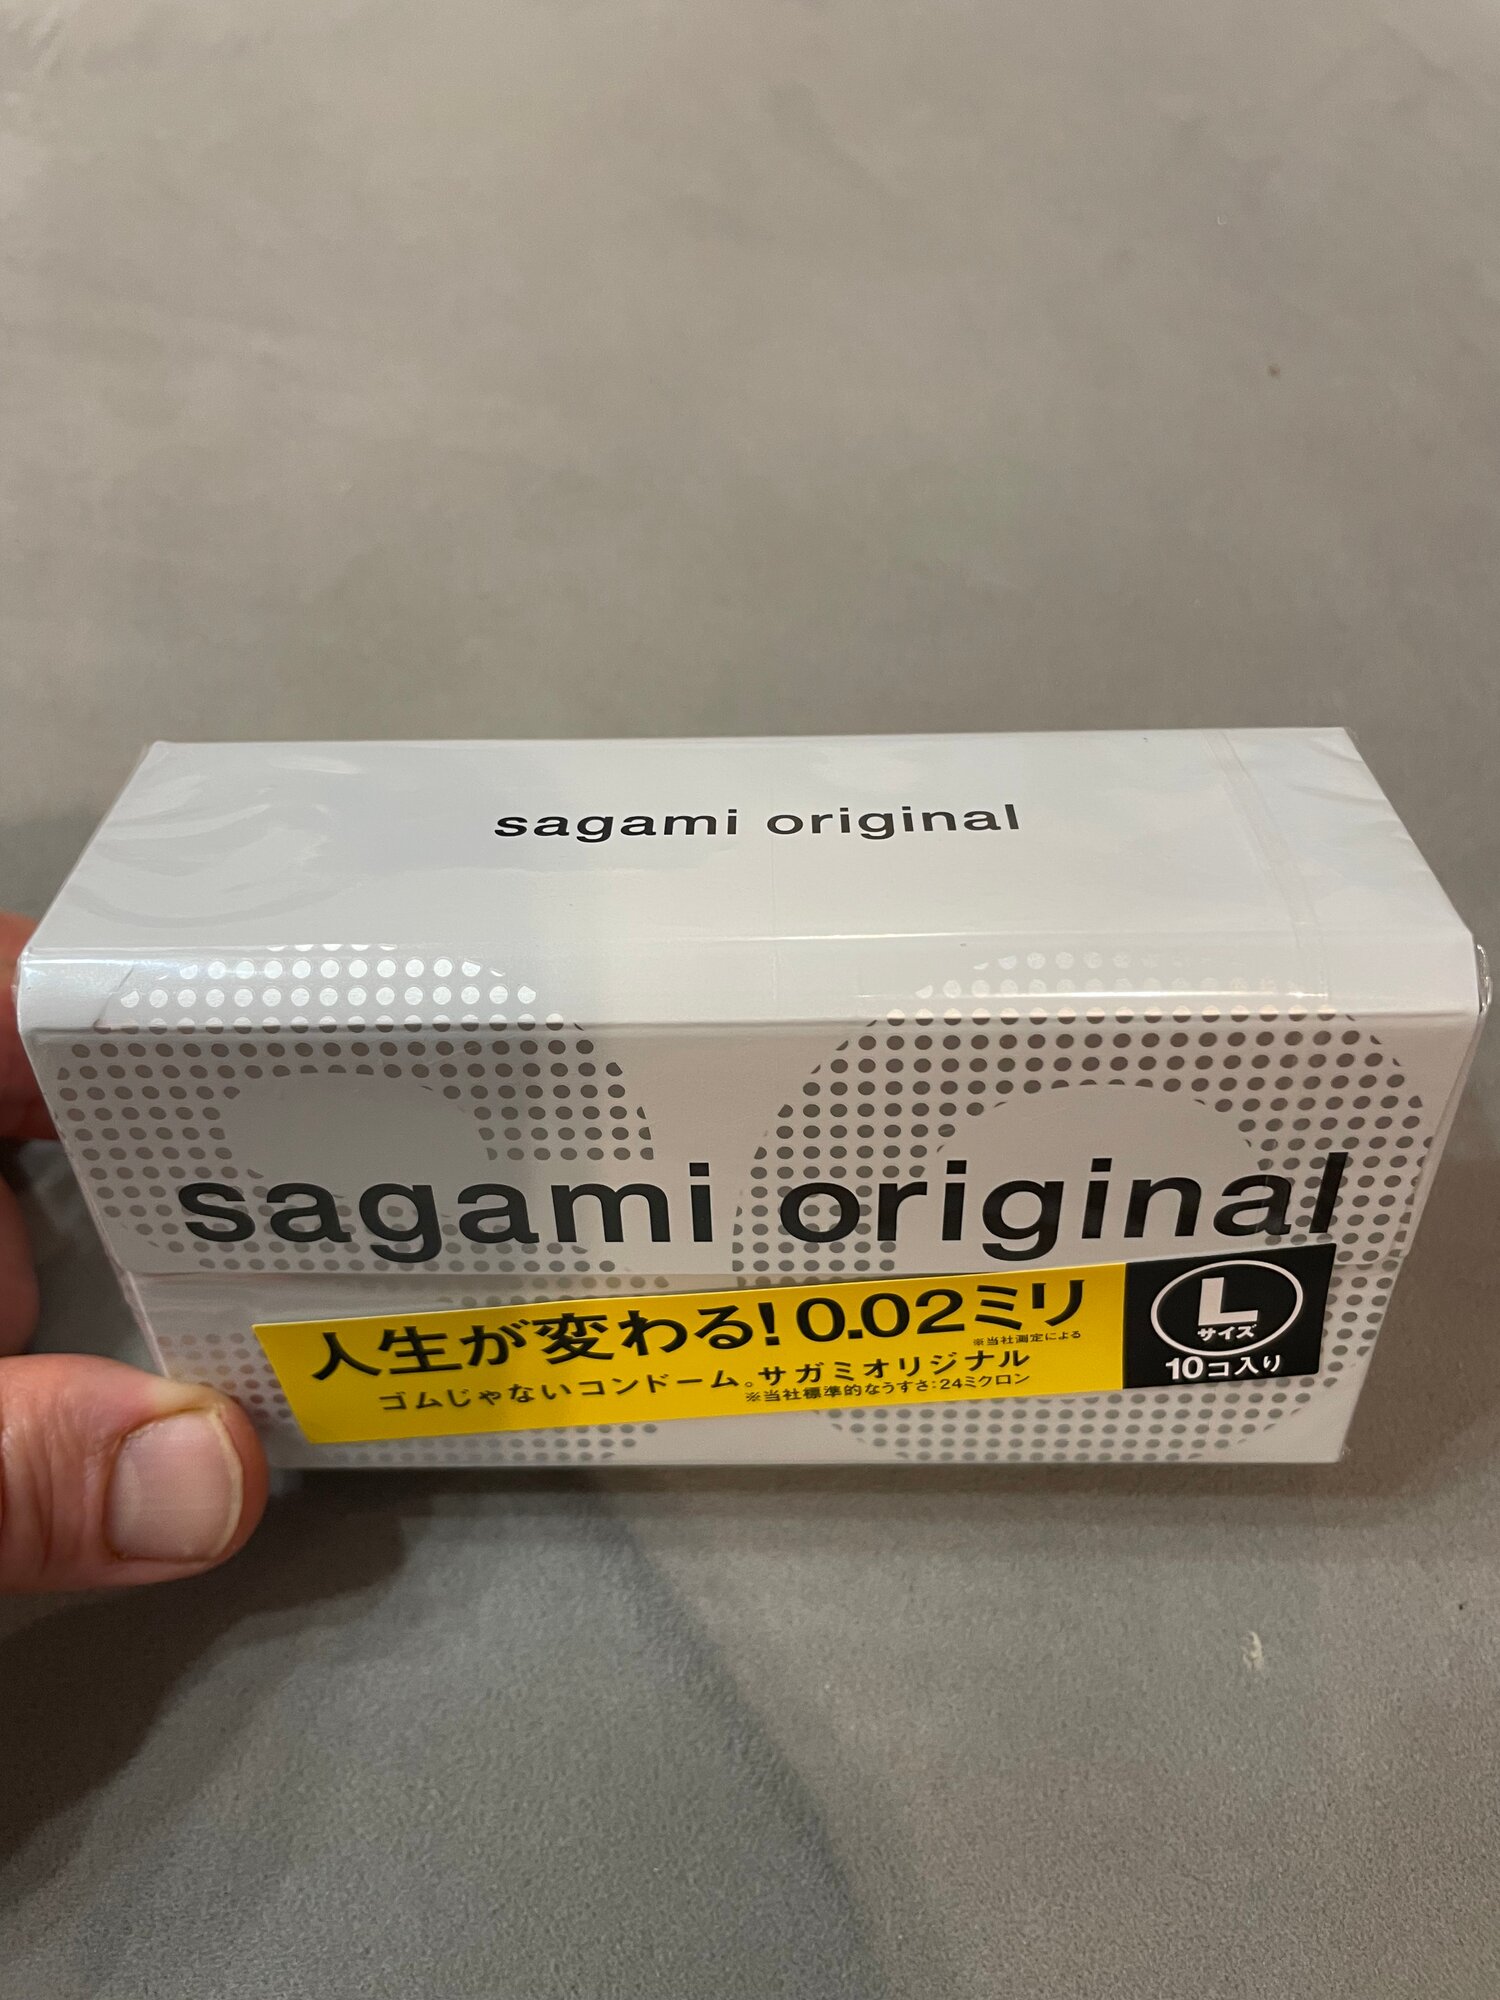 sagami original
sagami original
人生が変わる!0.02ミリ
※当社測定による
ゴムじゃないコンドーム。サガミオリジナル
※当社標準的なうすさ:24ミクロン
L
サイズ
10コ入り